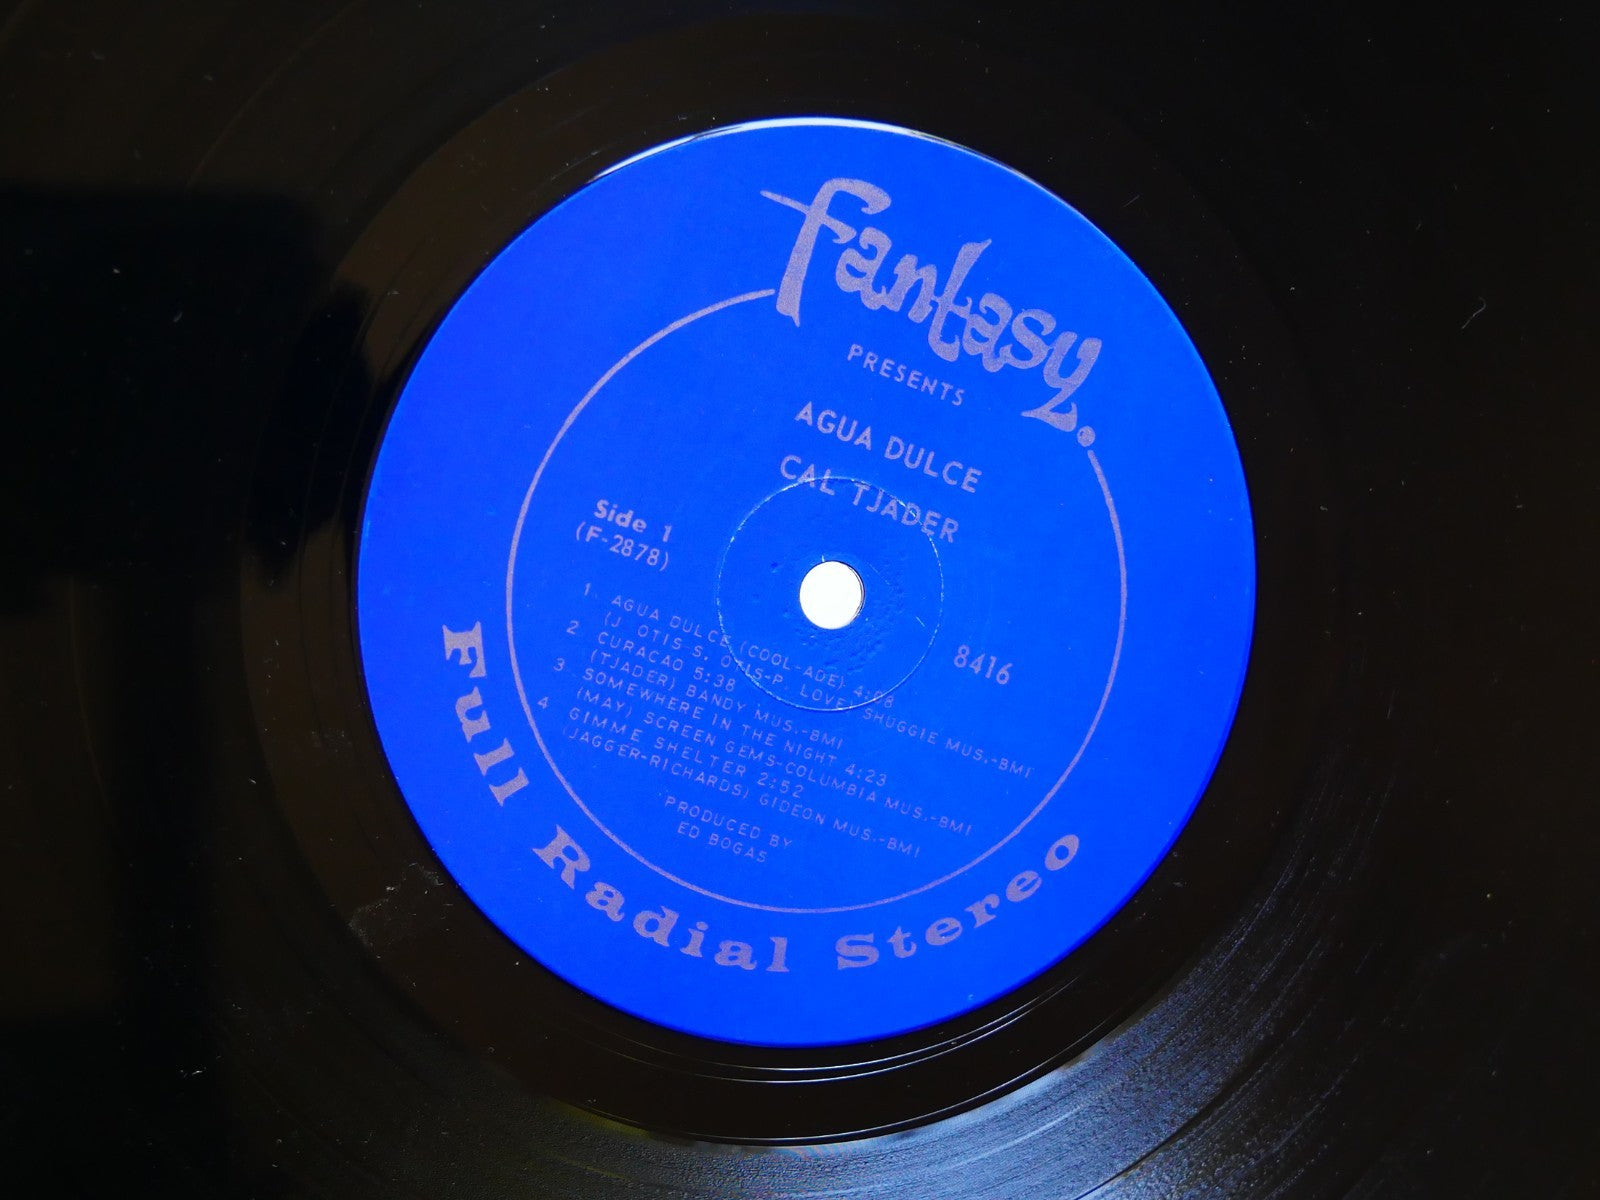 fantasy.
PRESENTS
AGUA DULCE
CAL TJADER
Side 1
(F-2878)
8416
1. AGUA DULCE (COOL-ADE) 4:08
(J. OTIS S. OTIS-P. LOVE) SHUGGIE MUS.-BMI
2 CURACAO 5:38
(TJADER) BANDY MUS.-BMI
3 SOMEWHERE IN THE NIGHT 4:23
(MAY) SCREEN GEMS-COLUMBIA MUS.-BMI
4 GIMME SHELTER 2:52
(JAGGER-RICHARDS) GIDEON MUS.-BMI
PRODUCED BY
ED BOGAS
Full Radial Stereo